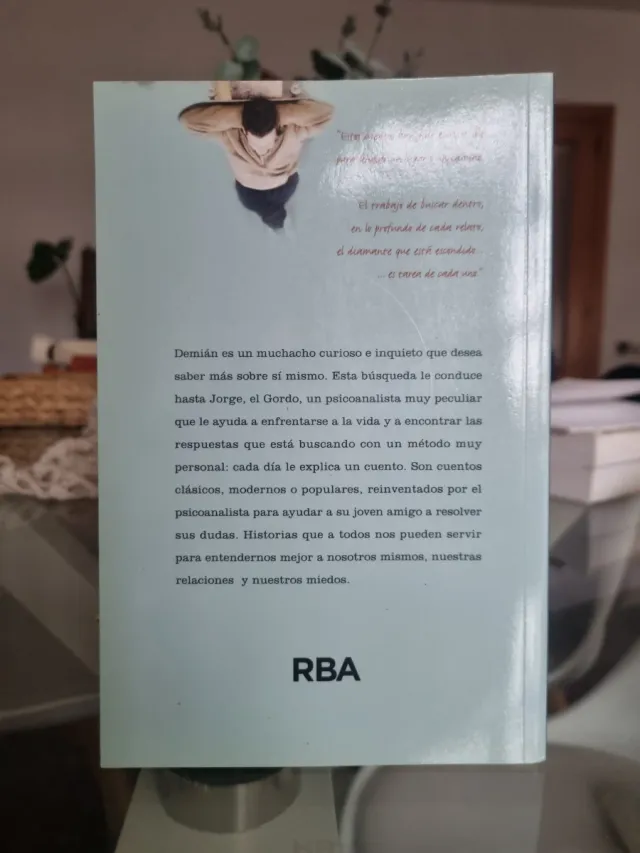 El trabajo de buscar dentro,
en lo profundo de cada relato,
el diamante que está escondido...
... es tarea de cada uno"
Demián es un muchacho curioso e inquieto que desea
saber más sobre sí mismo. Esta búsqueda le conduce
hasta Jorge, el Gordo, un psicoanalista muy peculiar
que le ayuda a enfrentarse a la vida y a encontrar las
respuestas que está buscando con un método muy
personal: cada día le explica un cuento. Son cuentos
clásicos, modernos o populares, reinventados por el
psicoanalista para ayudar a su joven amigo a resolver
sus dudas. Historias que a todos nos pueden servir
para entendernos mejor a nosotros mismos, nuestras
relaciones y nuestros miedos.
RBA